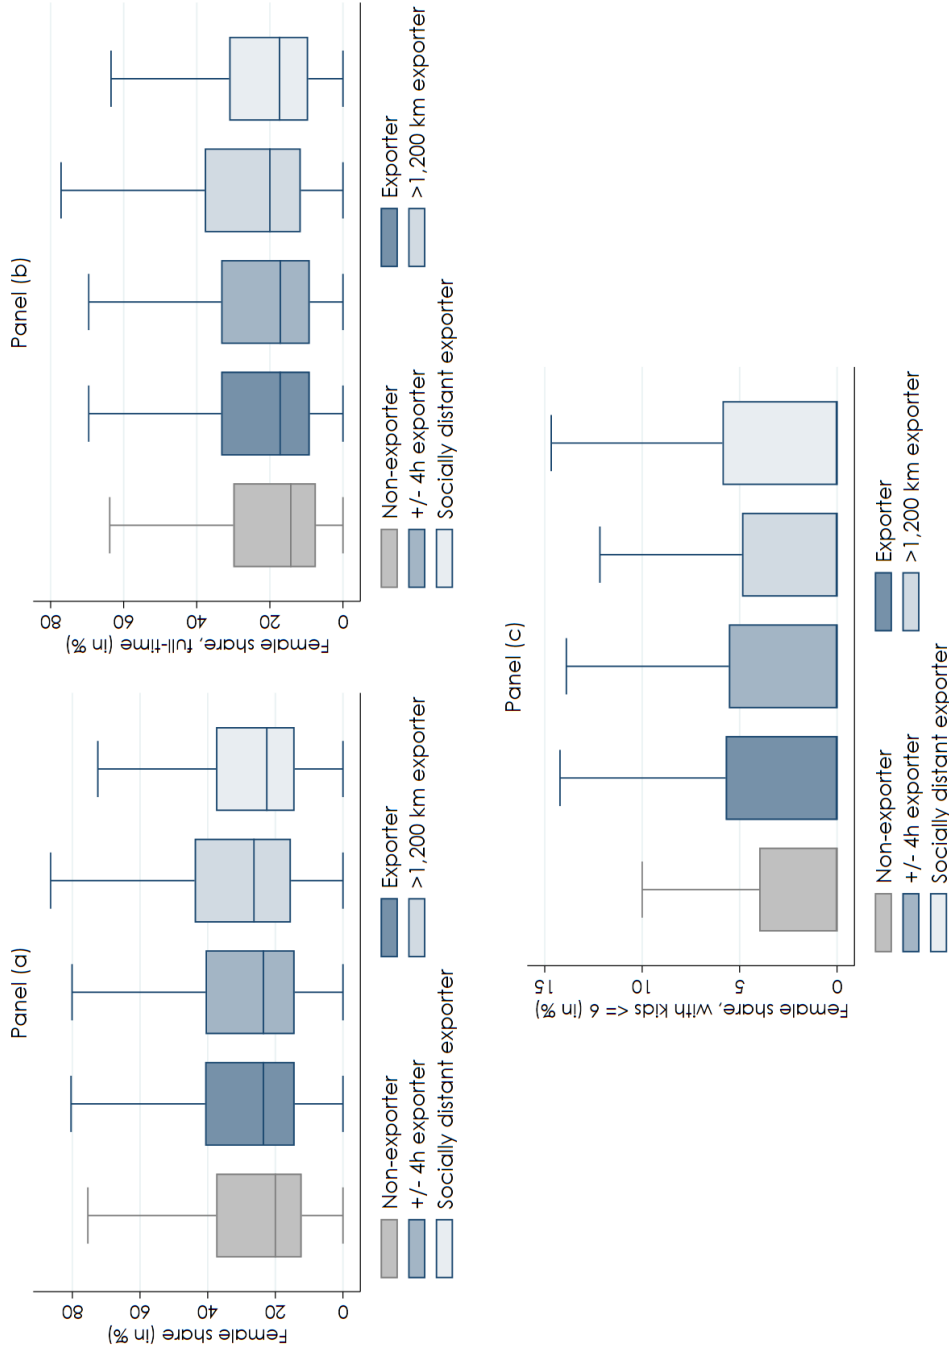 Panel (a)
Female share (in %)
80
60
40
20
0
Non-exporter
Exporter
+/- 4h exporter
>1,200 km exporter
Socially distant exporter
Panel (b)
Female share, full-time (in %)
80
60
40
20
0
Non-exporter
Exporter
+/- 4h exporter
>1,200 km exporter
Socially distant exporter
Panel (c)
Female share, with kids <= 6 (in %)
15
10
5
0
Non-exporter
Exporter
+/- 4h exporter
>1,200 km exporter
Socially distant exporter